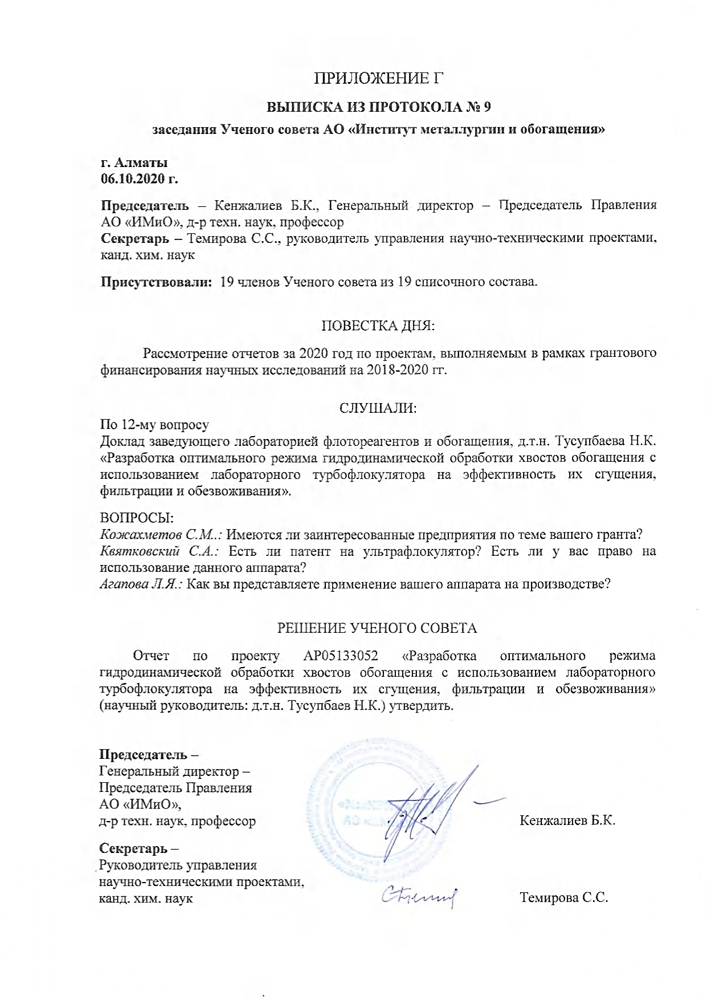 ПРИЛОЖЕНИЕ Г
ВЫПИСКА ИЗ ПРОТОКОЛА № 9
заседания Ученого совета АО «Институт металлургии и обогащения»
г. Алматы
06.10.2020 г.
Председатель – Кенжалиев Б.К., Генеральный директор – Председатель Правления
АО «ИМиО», д-р техн. наук, профессор
Секретарь – Темирова С.С., руководитель управления научно-техническими проектами,
канд. хим. наук
Присутствовали: 19 членов Ученого совета из 19 списочного состава.
ПОВЕСТКА ДНЯ:
Рассмотрение отчетов за 2020 год по проектам, выполняемым в рамках грантового
финансирования научных исследований на 2018-2020 гг.
СЛУШАЛИ:
По 12-му вопросу
Доклад заведующего лабораторией флотореагентов и обогащения, д.т.н. Тусупбаева Н.К.
«Разработка оптимального режима гидродинамической обработки хвостов обогащения с
использованием лабораторного турбофлокулятора на эффективность их сгущения,
фильтрации и обезвоживания».
ВОПРОСЫ:
Кожахметов С.М..: Имеются ли заинтересованные предприятия по теме вашего гранта?
Квятковский С.А.: Есть ли патент на ультрафлокулятор? Есть ли у вас право на
использование данного аппарата?
Агапова Л.Я.: Как вы представляете применение вашего аппарата на производстве?
РЕШЕНИЕ УЧЕНОГО СОВЕТА
Отчет по проекту АР05133052 «Разработка оптимального режима
гидродинамической обработки хвостов обогащения с использованием лабораторного
турбофлокулятора на эффективность их сгущения, фильтрации и обезвоживания»
(научный руководитель: д.т.н. Тусупбаев Н.К.) утвердить.
Председатель –
Генеральный директор –
Председатель Правления
АО «ИМиО»,
д-р техн. наук, профессор
Кенжалиев Б.К.
Секретарь –
Руководитель управления
научно-техническими проектами,
канд. хим. наук
Темирова С.С.